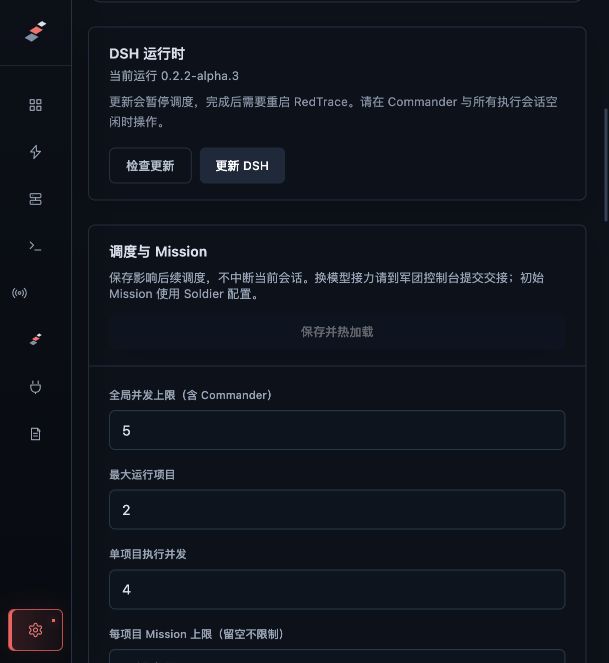 DSH 运行时
当前运行 0.2.2-alpha.3
更新会暂停调度，完成后需要重启 RedTrace。请在 Commander 与所有执行会话空
闲时操作。
检查更新
更新 DSH
调度与 Mission
保存影响后续调度，不中断当前会话。换模型接力请到军团控制台提交交接；初始
Mission 使用 Soldier 配置。
保存并热加载
全局并发上限（含 Commander）
5
最大运行项目
2
单项目执行并发
4
每项目 Mission 上限（留空不限制）